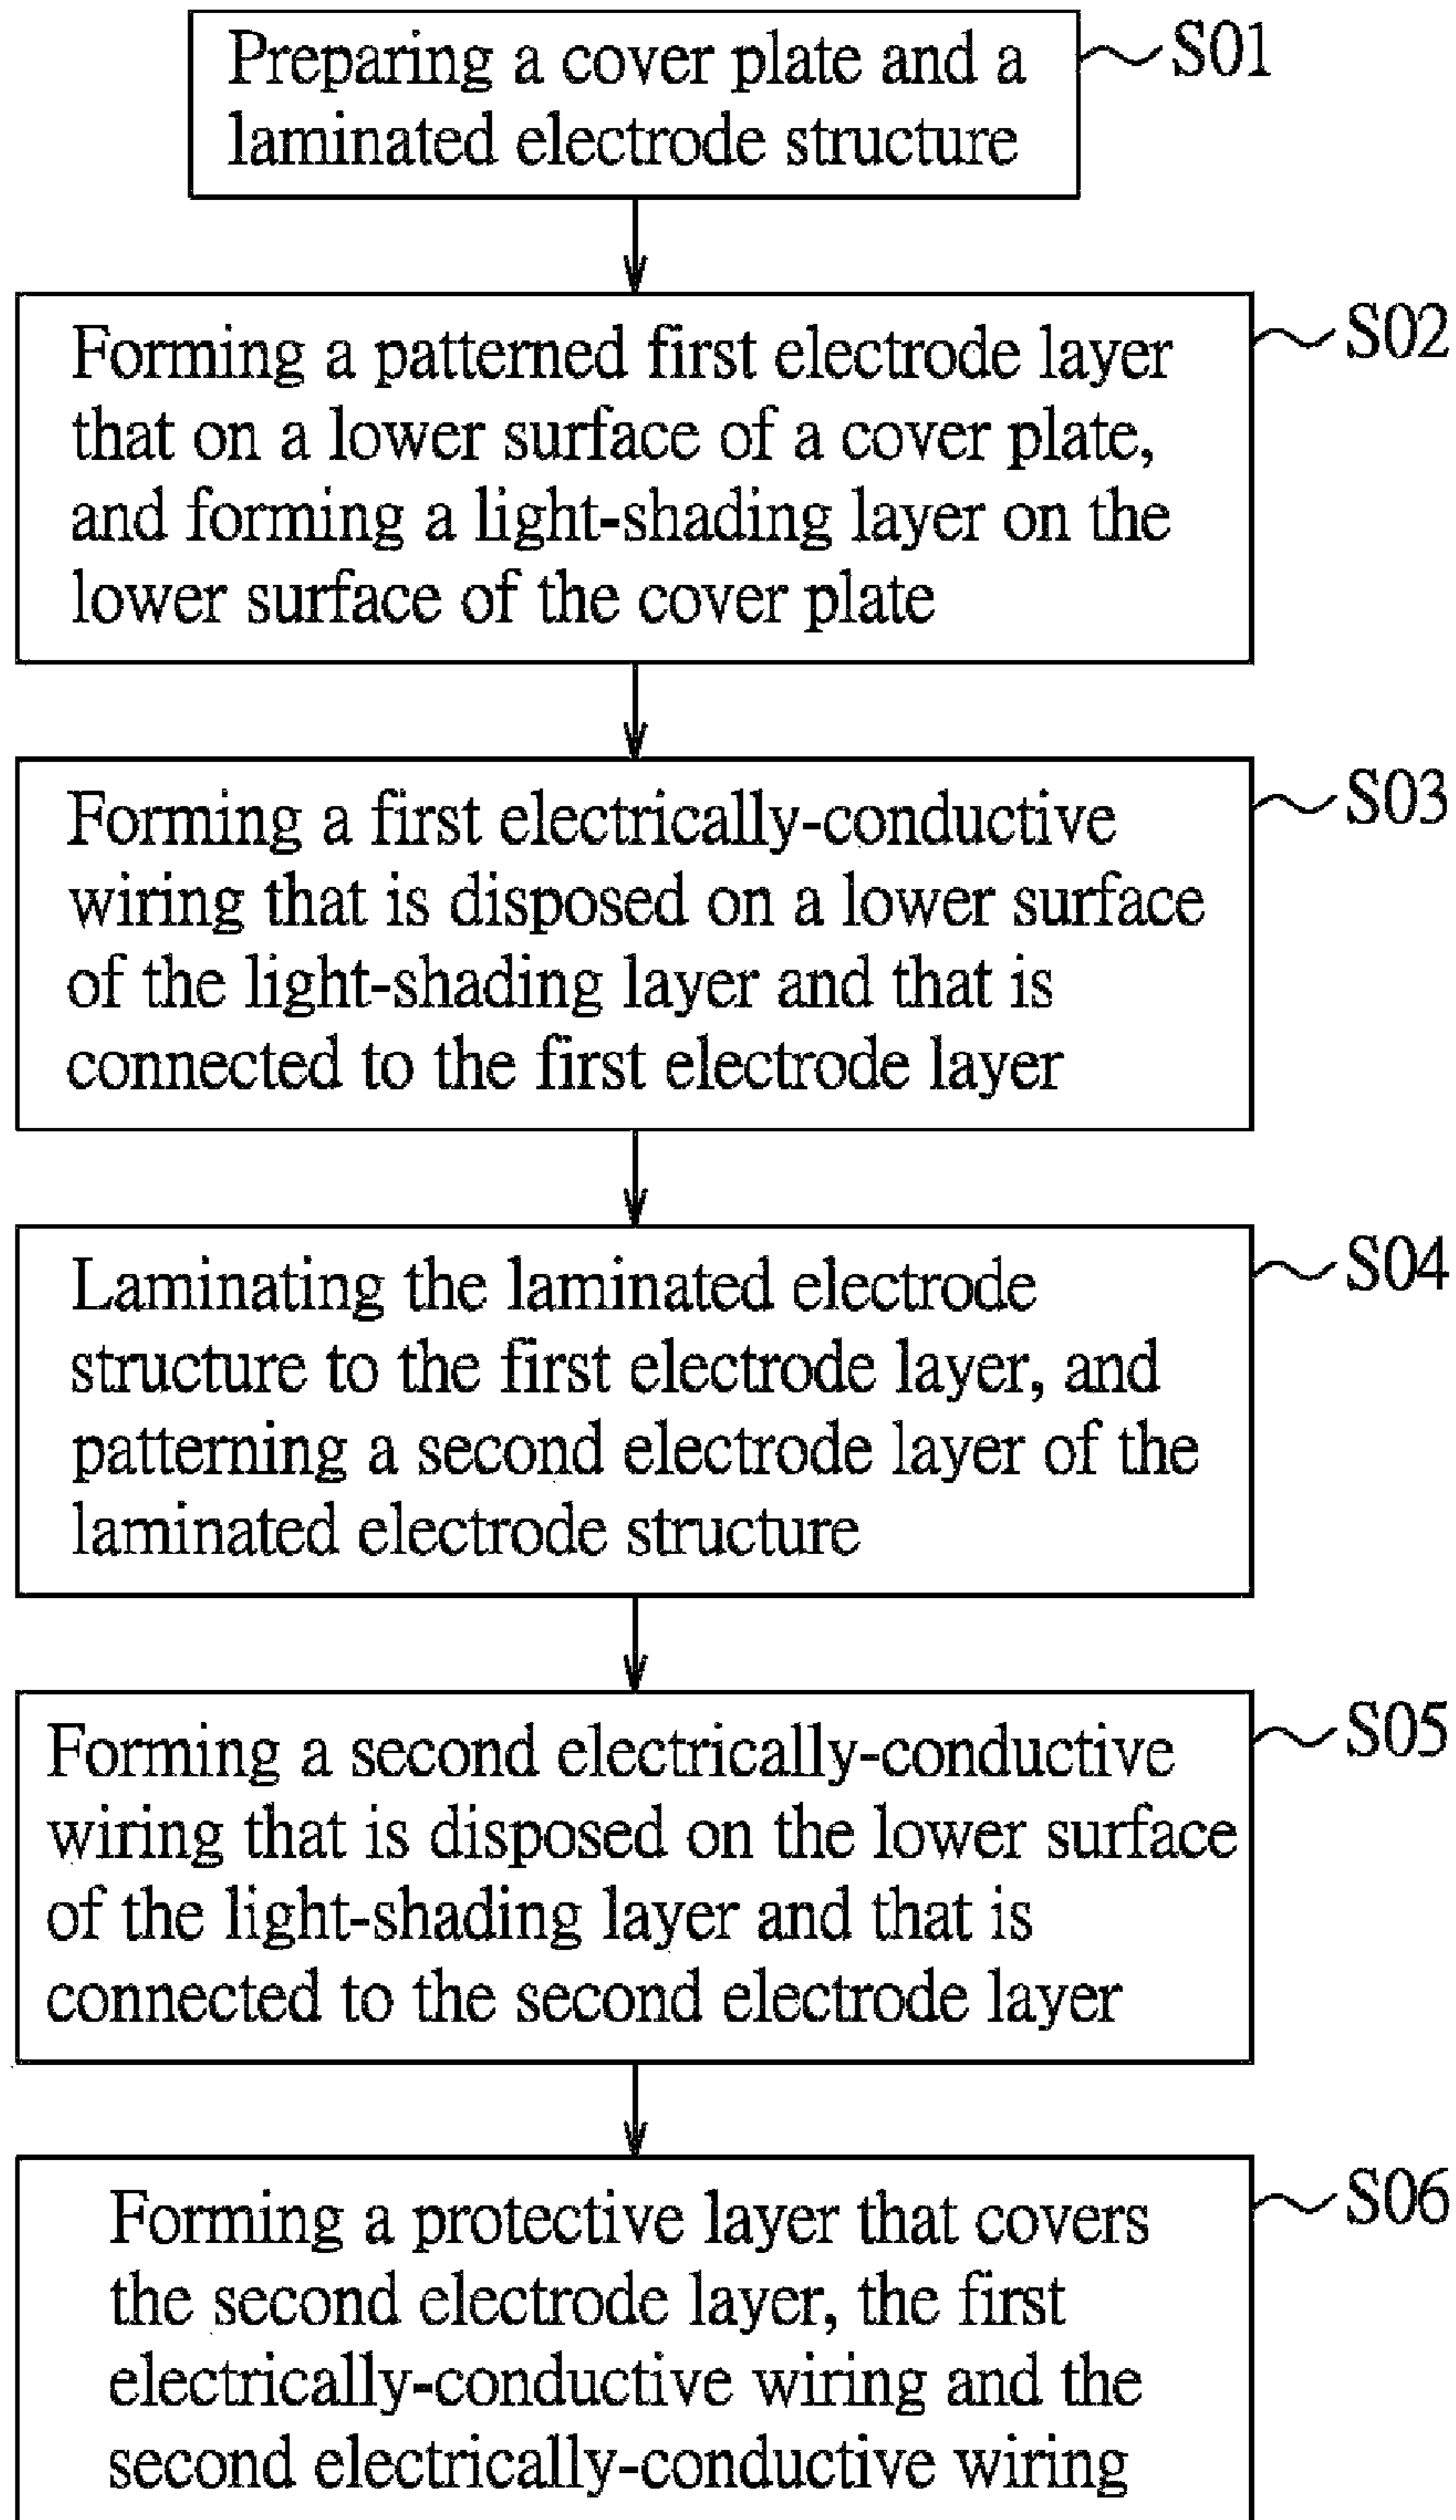 Preparing a cover plate and a
laminated electrode structure
S01
Forming a patterned first electrode layer
that on a lower surface of a cover plate,
and forming a light-shading layer on the
lower surface of the cover plate
S02
Forming a first electrically-conductive
wiring that is disposed on a lower surface
of the light-shading layer and that is
connected to the first electrode layer
S03
Laminating the laminated electrode
structure to the first electrode layer, and
patterning a second electrode layer of the
laminated electrode structure
S04
Forming a second electrically-conductive
wiring that is disposed on the lower surface
of the light-shading layer and that is
connected to the second electrode layer
S05
Forming a protective layer that covers
the second electrode layer, the first
electrically-conductive wiring and the
second electrically-conductive wiring
S06